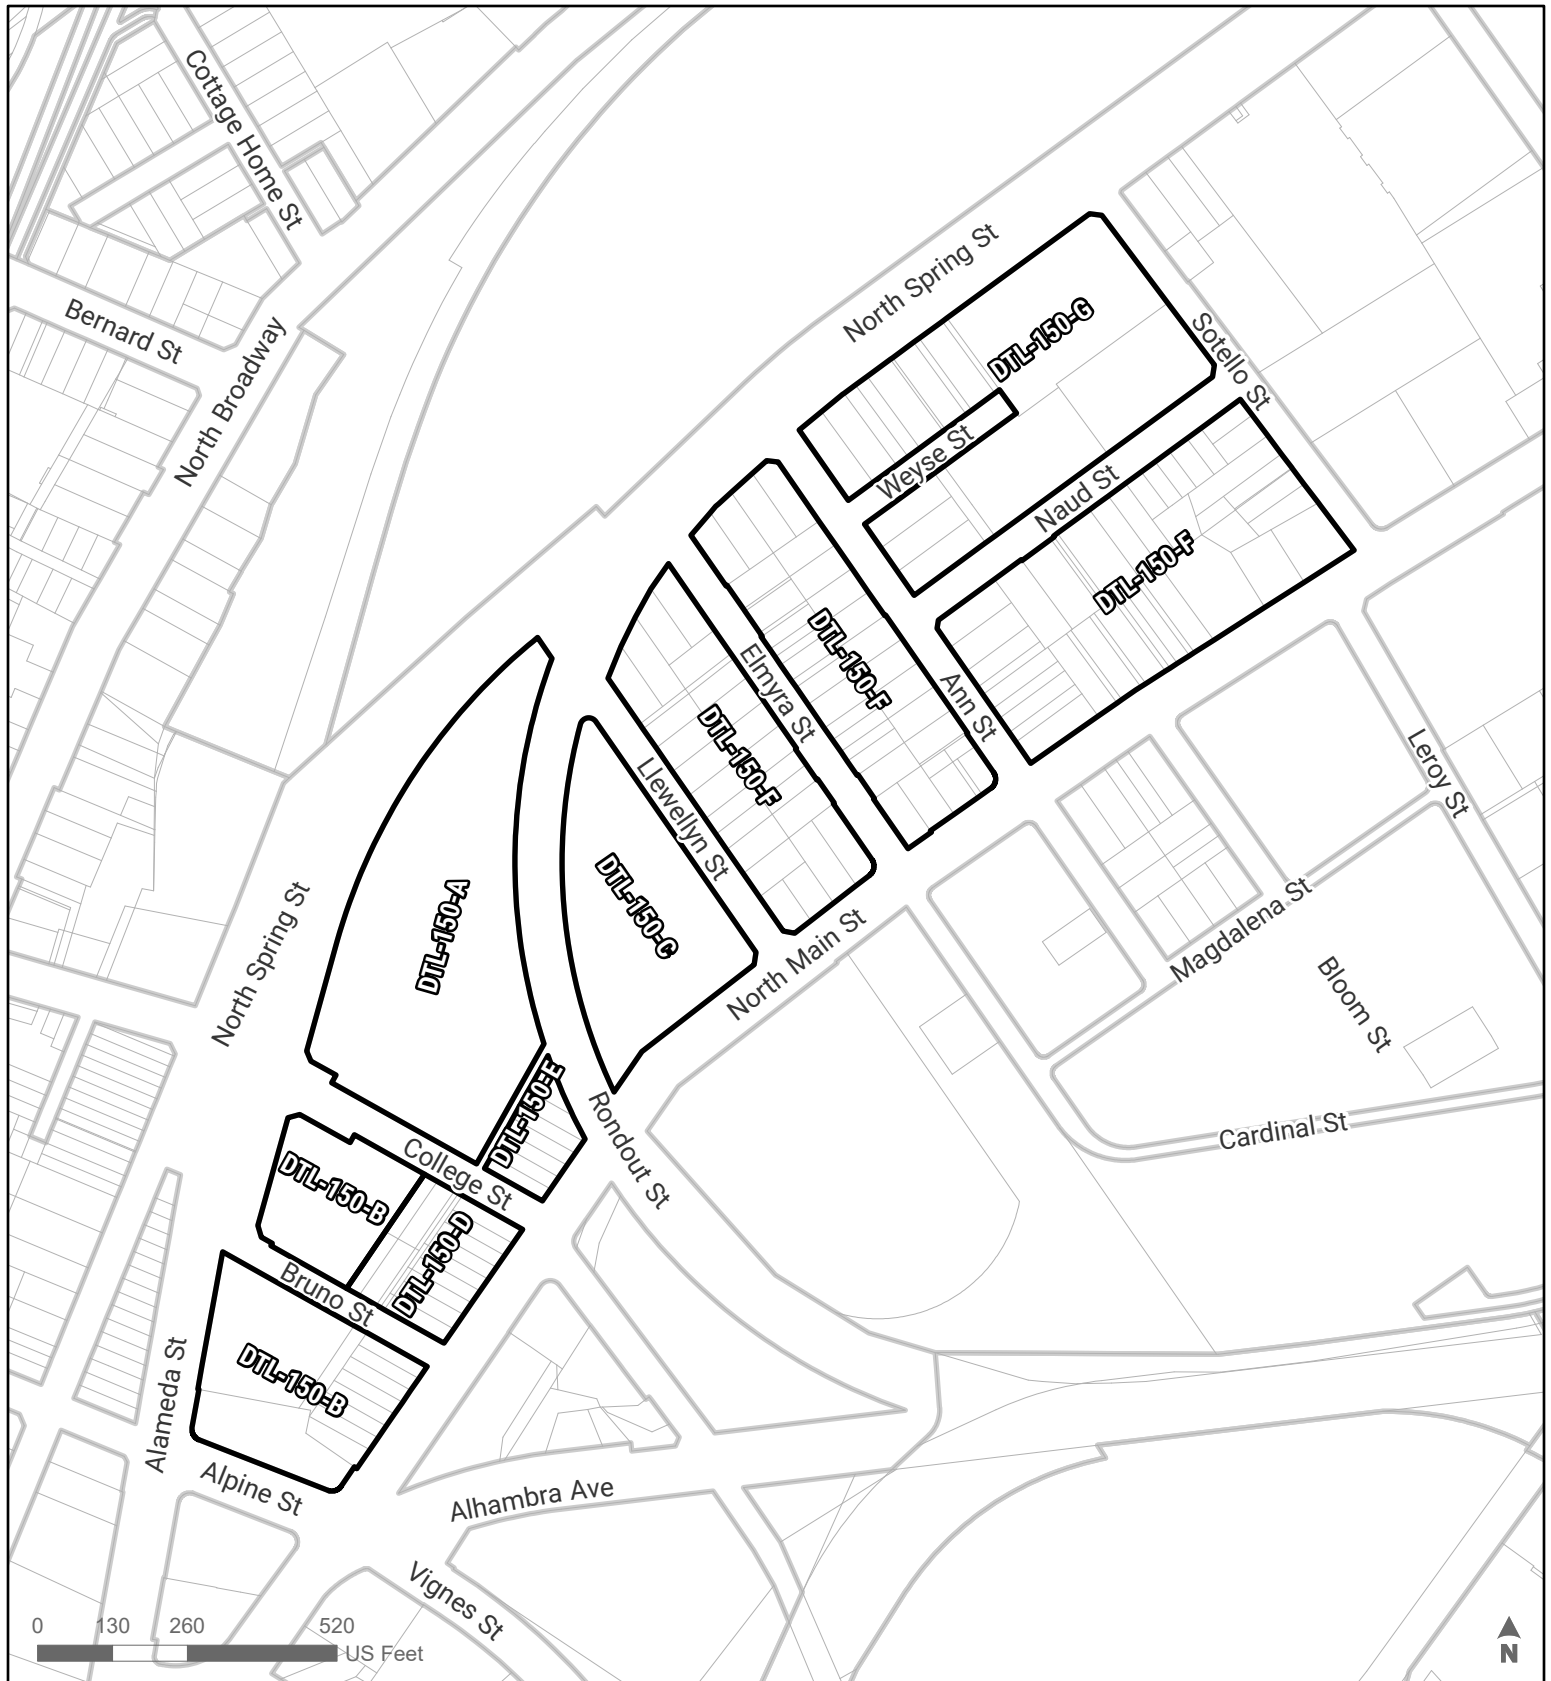 Cottage Home St
Bernard St
North Broadway
North Spring St
DTL-150-G
Sotello St
Weyse St
Naud St
DTL-150-F
DTL-150-F
Elmyra St
Ann St
DTL-150-F
Llewellyn St
Leroy St
DTL-150-A
DTL-150-C
North Spring St
North Main St
Magdalena St
Bloom St
DTL-150-E
Rondout St
Cardinal St
College St
DTL-150-B
DTL-150-D
Bruno St
DTL-150-B
Alameda St
Alpine St
Alhambra Ave
Vignes St
0 130 260 520
US Feet
N